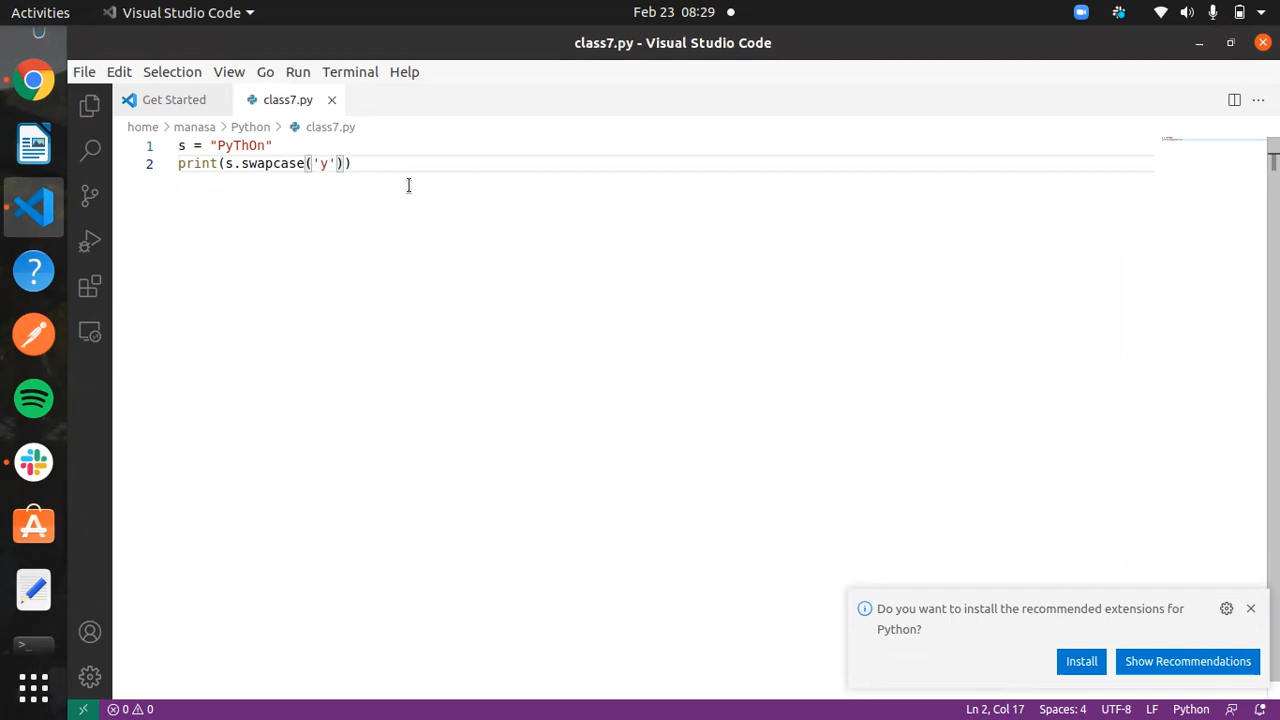 Activities
Visual Studio Code
Feb 23 08:29
class7.py - Visual Studio Code
File Edit Selection View Go Run Terminal Help
Get Started
class7.py
home > manasa > Python > class7.py
1 s = "PyThOn"
2 print(s.swapcase('y'))
Do you want to install the recommended extensions for
Python?
Install
Show Recommendations
0 0
Ln 2, Col 17
Spaces: 4
UTF-8
LF
Python